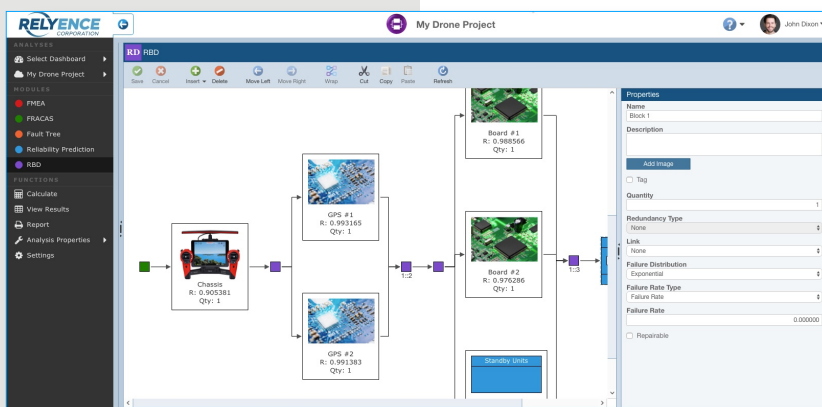 RELYENCE
CORPORATION
My Drone Project
?
John Dixon
ANALYSES
Select Dashboard
My Drone Project
MODULES
FMEA
FRACAS
Fault Tree
Reliability Prediction
RBD
FUNCTIONS
Calculate
View Results
Report
Analysis Properties
Settings
RD RBD
Save Cancel Insert Delete Move Left Move Right Wrap Cut Copy Paste Refresh
Board #1
R: 0.988566
Qty: 1
GPS #1
R: 0.993165
Qty: 1
Chassis
R: 0.905381
Qty: 1
1::2
Board #2
R: 0.976286
Qty: 1
1::3
GPS #2
R: 0.991383
Qty: 1
Standby Units
Properties
Name
Block 1
Description
Add Image
Tag
Quantity
1
Redundancy Type
None
Link
None
Failure Distribution
Exponential
Failure Rate Type
Failure Rate
Failure Rate
0.000000
Repairable